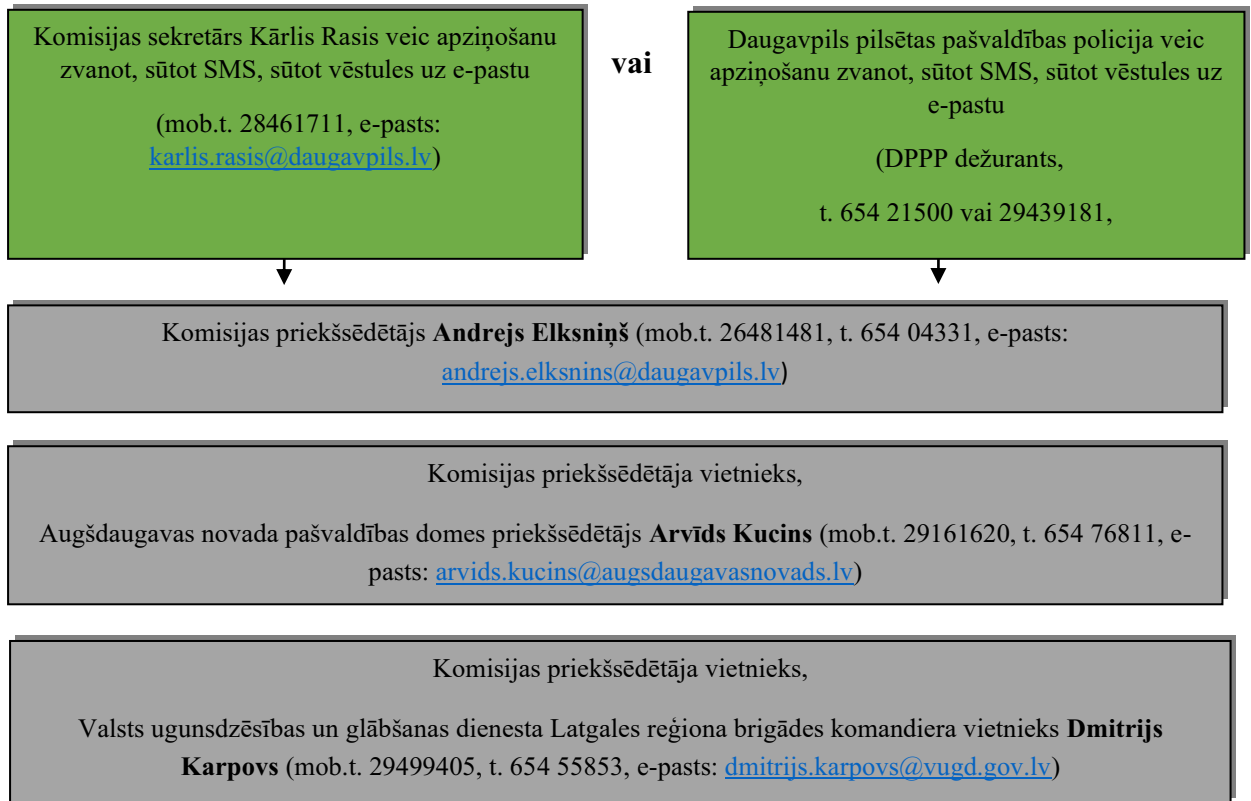 Komisijas sekretārs Kārlis Rasis veic apziņošanu
zvanot, sūtot SMS, sūtot vēstules uz e-pastu
(mob.t. 28461711, e-pasts:
karlis.rasis@daugavpils.lv)
vai
Daugavpils pilsētas pašvaldības policija veic
apziņošanu zvanot, sūtot SMS, sūtot vēstules uz
e-pastu
(DPPP dežurants,
t. 654 21500 vai 29439181,
Komisijas priekšsēdētājs Andrejs Elksniņš (mob.t. 26481481, t. 654 04331, e-pasts:
andrejs.elksnins@daugavpils.lv)
Komisijas priekšsēdētāja vietnieks,
Augšdaugavas novada pašvaldības domes priekšsēdētājs Arvīds Kucins (mob.t. 29161620, t. 654 76811, e-
pasts: arvids.kucins@augsdaugavasnovads.lv)
Komisijas priekšsēdētāja vietnieks,
Valsts ugunsdzēsības un glābšanas dienesta Latgales reģiona brigādes komandiera vietnieks Dmitrijs
Karpovs (mob.t. 29499405, t. 654 55853, e-pasts: dmitrijs.karpovs@vugd.gov.lv)